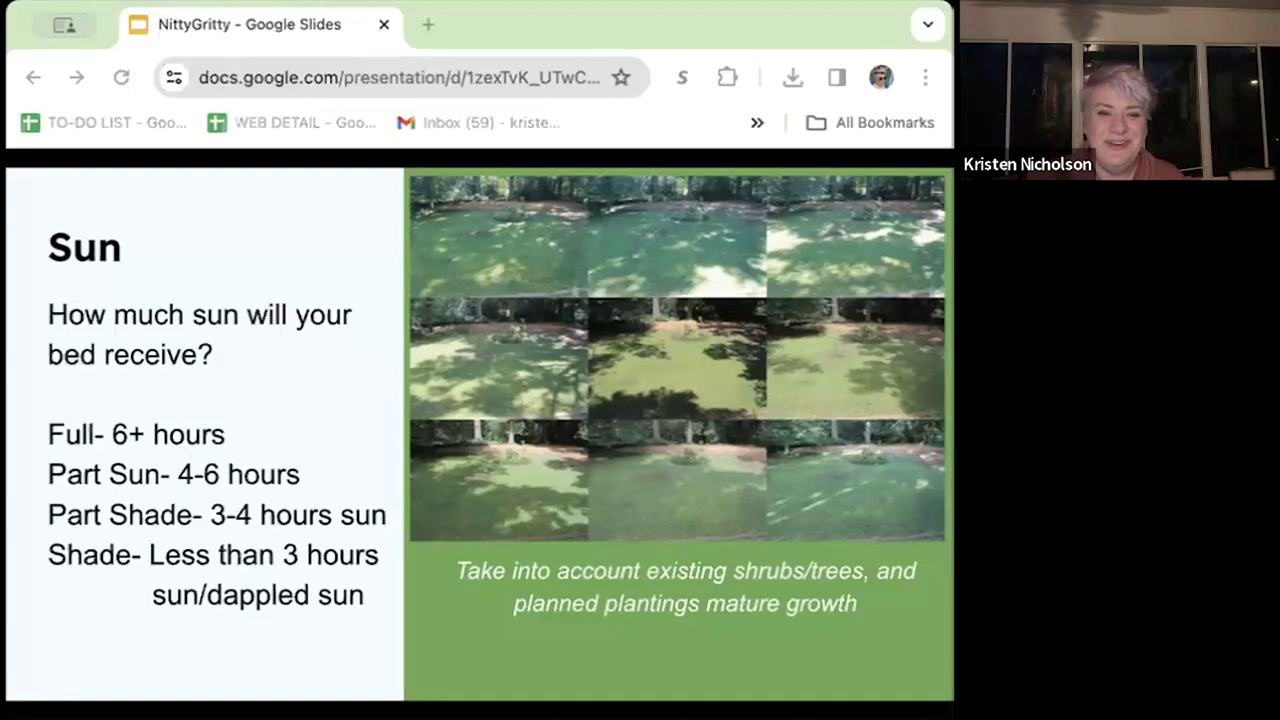 NittyGritty - Google Slides
docs.google.com/presentation/d/1zexTvK_UTwC...
TO-DO LIST - Goo...
WEB DETAIL - Goo...
Inbox (59) - kriste...
All Bookmarks
Kristen Nicholson
Sun
How much sun will your
bed receive?
Full- 6+ hours
Part Sun- 4-6 hours
Part Shade- 3-4 hours sun
Shade- Less than 3 hours
sun/dappled sun
Take into account existing shrubs/trees, and
planned plantings mature growth